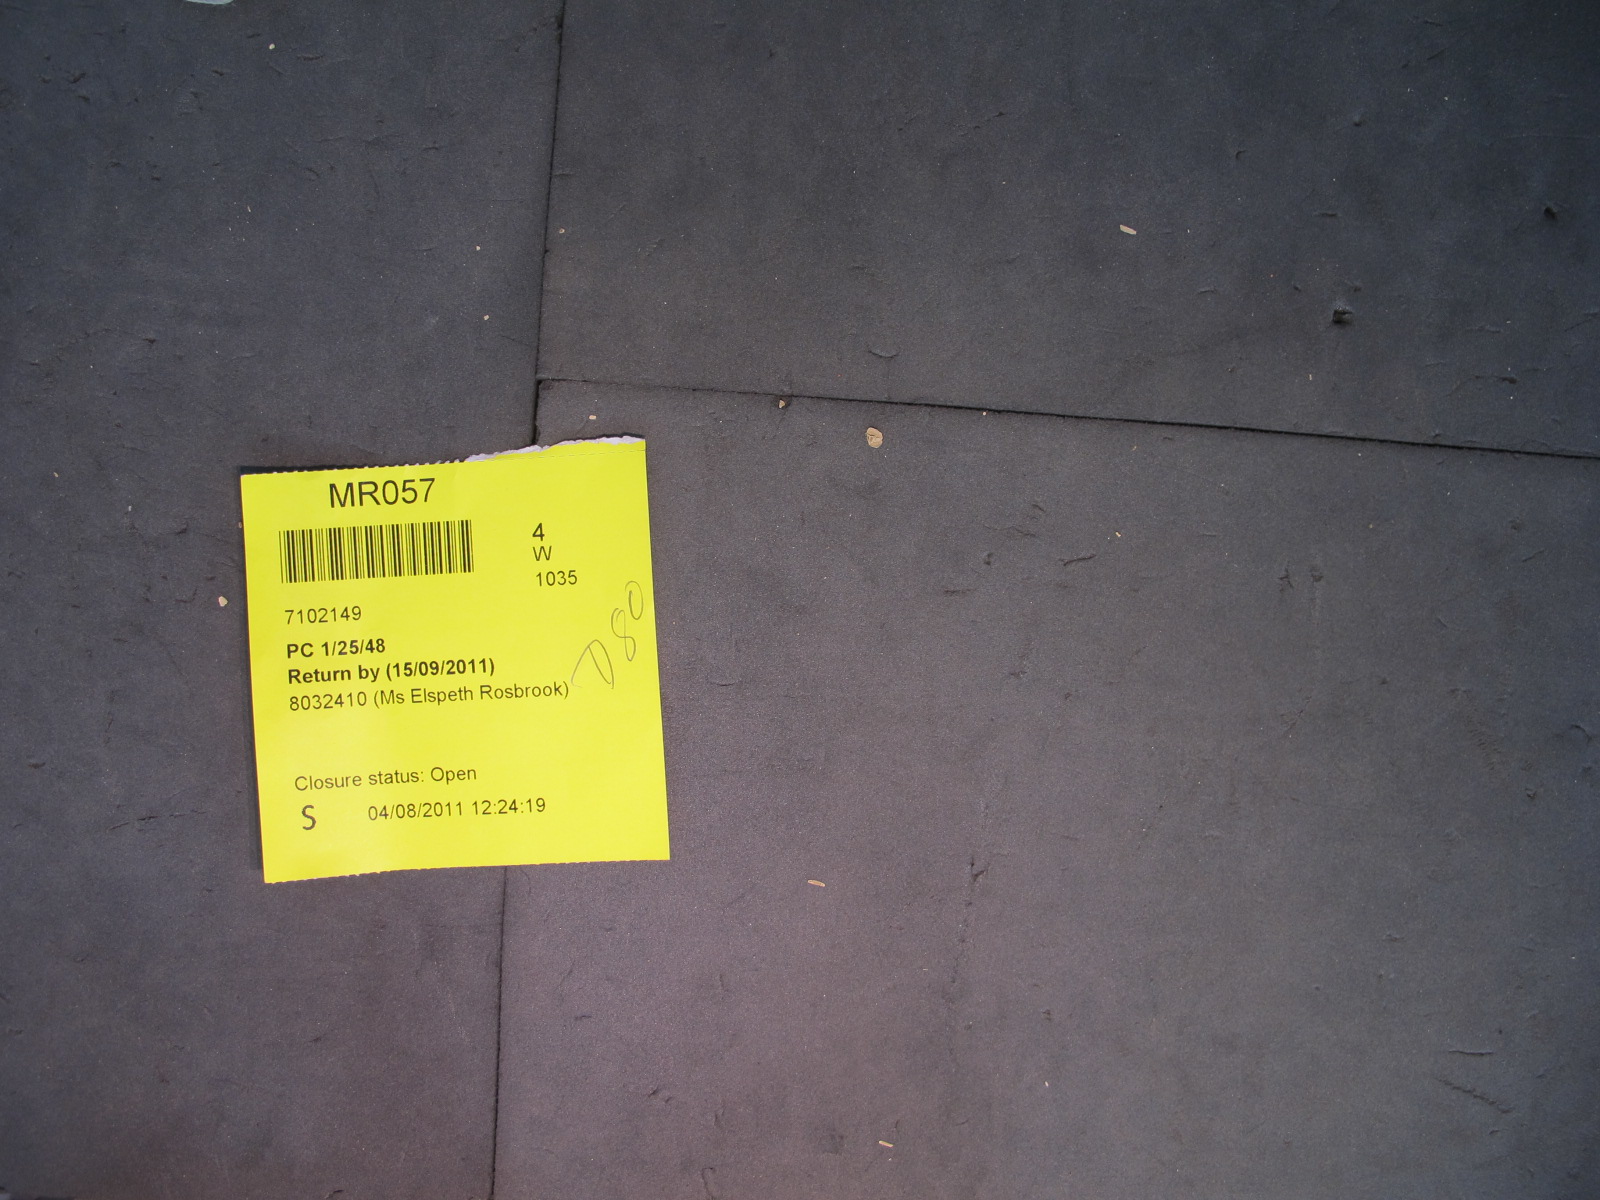 MR057
4
W
1035
7102149
PC 1/25/48
Return by (15/09/2011)
8032410 (Ms Elspeth Rosbrook)
D80
Closure status: Open
S 04/08/2011 12:24:19